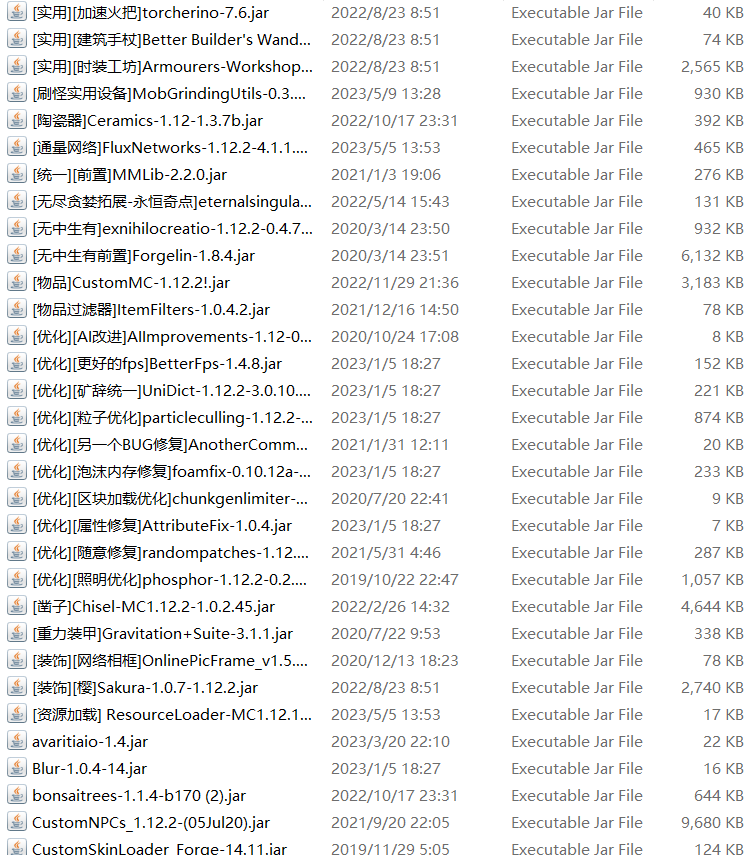 [实用][加速火把]torcherino-7.6.jar 2022/8/23 8:51 Executable Jar File 40 KB
[实用][建筑手杖]Better Builder's Wand... 2022/8/23 8:51 Executable Jar File 74 KB
[实用][时装工坊]Armourers-Workshop... 2022/8/23 8:51 Executable Jar File 2,565 KB
[刷怪实用设备]MobGrindingUtils-0.3.... 2023/5/9 13:28 Executable Jar File 930 KB
[陶瓷器]Ceramics-1.12-1.3.7b.jar 2022/10/17 23:31 Executable Jar File 392 KB
[通量网络]FluxNetworks-1.12.2-4.1.1.... 2023/5/5 13:53 Executable Jar File 465 KB
[统一][前置]MMLib-2.2.0.jar 2021/1/3 19:06 Executable Jar File 276 KB
[无尽贪婪拓展-永恒奇点]eternalsingula... 2022/5/14 15:43 Executable Jar File 131 KB
[无中生有]exnihilocreatio-1.12.2-0.4.7... 2020/3/14 23:50 Executable Jar File 932 KB
[无中生有前置]Forgelin-1.8.4.jar 2020/3/14 23:51 Executable Jar File 6,132 KB
[物品]CustomMC-1.12.2!.jar 2022/11/29 21:36 Executable Jar File 3,183 KB
[物品过滤器]ItemFilters-1.0.4.2.jar 2021/12/16 14:50 Executable Jar File 78 KB
[优化][AI改进]AIImprovements-1.12-0... 2020/10/24 17:08 Executable Jar File 8 KB
[优化][更好的fps]BetterFps-1.4.8.jar 2023/1/5 18:27 Executable Jar File 152 KB
[优化][矿辞统一]UniDict-1.12.2-3.0.10.... 2023/1/5 18:27 Executable Jar File 221 KB
[优化][粒子优化]particleculling-1.12.2-... 2023/1/5 18:27 Executable Jar File 874 KB
[优化][另一个BUG修复]AnotherComm... 2021/1/31 12:11 Executable Jar File 20 KB
[优化][泡沫内存修复]foamfix-0.10.12a-... 2023/1/5 18:27 Executable Jar File 233 KB
[优化][区块加载优化]chunkgenlimiter-... 2020/7/20 22:41 Executable Jar File 9 KB
[优化][属性修复]AttributeFix-1.0.4.jar 2023/1/5 18:27 Executable Jar File 7 KB
[优化][随意修复]randompatches-1.12.... 2021/5/31 4:46 Executable Jar File 287 KB
[优化][照明优化]phosphor-1.12.2-0.2.... 2019/10/22 22:47 Executable Jar File 1,057 KB
[凿子]Chisel-MC1.12.2-1.0.2.45.jar 2022/2/26 14:32 Executable Jar File 4,644 KB
[重力装甲]Gravitation+Suite-3.1.1.jar 2020/7/22 9:53 Executable Jar File 338 KB
[装饰][网络相框]OnlinePicFrame_v1.5.... 2020/12/13 18:23 Executable Jar File 78 KB
[装饰][樱]Sakura-1.0.7-1.12.2.jar 2022/8/23 8:51 Executable Jar File 2,740 KB
[资源加载] ResourceLoader-MC1.12.1... 2023/5/5 13:53 Executable Jar File 17 KB
avaritiaio-1.4.jar 2023/3/20 22:10 Executable Jar File 22 KB
Blur-1.0.4-14.jar 2023/1/5 18:27 Executable Jar File 16 KB
bonsaitrees-1.1.4-b170 (2).jar 2022/10/17 23:31 Executable Jar File 644 KB
CustomNPCs_1.12.2-(05Jul20).jar 2021/9/20 22:05 Executable Jar File 9,680 KB
CustomSkinLoader_Forge-14.11.jar 2019/11/29 5:05 Executable Jar File 124 KB